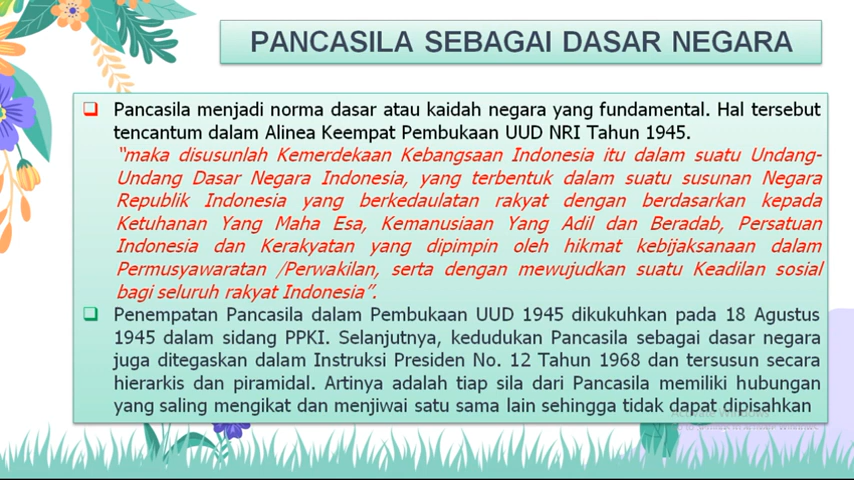 PANCASILA SEBAGAI DASAR NEGARA
Pancasila menjadi norma dasar atau kaidah negara yang fundamental. Hal tersebut
tencantum dalam Alinea Keempat Pembukaan UUD NRI Tahun 1945.
"maka disusunlah Kemerdekaan Kebangsaan Indonesia itu dalam suatu Undang-
Undang Dasar Negara Indonesia, yang terbentuk dalam suatu susunan Negara
Republik Indonesia yang berkedaulatan rakyat dengan berdasarkan kepada
Ketuhanan Yang Maha Esa, Kemanusiaan Yang Adil dan Beradab, Persatuan
Indonesia dan Kerakyatan yang dipimpin oleh hikmat kebijaksanaan dalam
Permusyawaratan /Perwakilan, serta dengan mewujudkan suatu Keadilan sosial
bagi seluruh rakyat Indonesia".
Penempatan Pancasila dalam Pembukaan UUD 1945 dikukuhkan pada 18 Agustus
1945 dalam sidang PPKI. Selanjutnya, kedudukan Pancasila sebagai dasar negara
juga ditegaskan dalam Instruksi Presiden No. 12 Tahun 1968 dan tersusun secara
hierarkis dan piramidal. Artinya adalah tiap sila dari Pancasila memiliki hubungan
yang saling mengikat dan menjiwai satu sama lain sehingga tidak dapat dipisahkan
Activate Windows